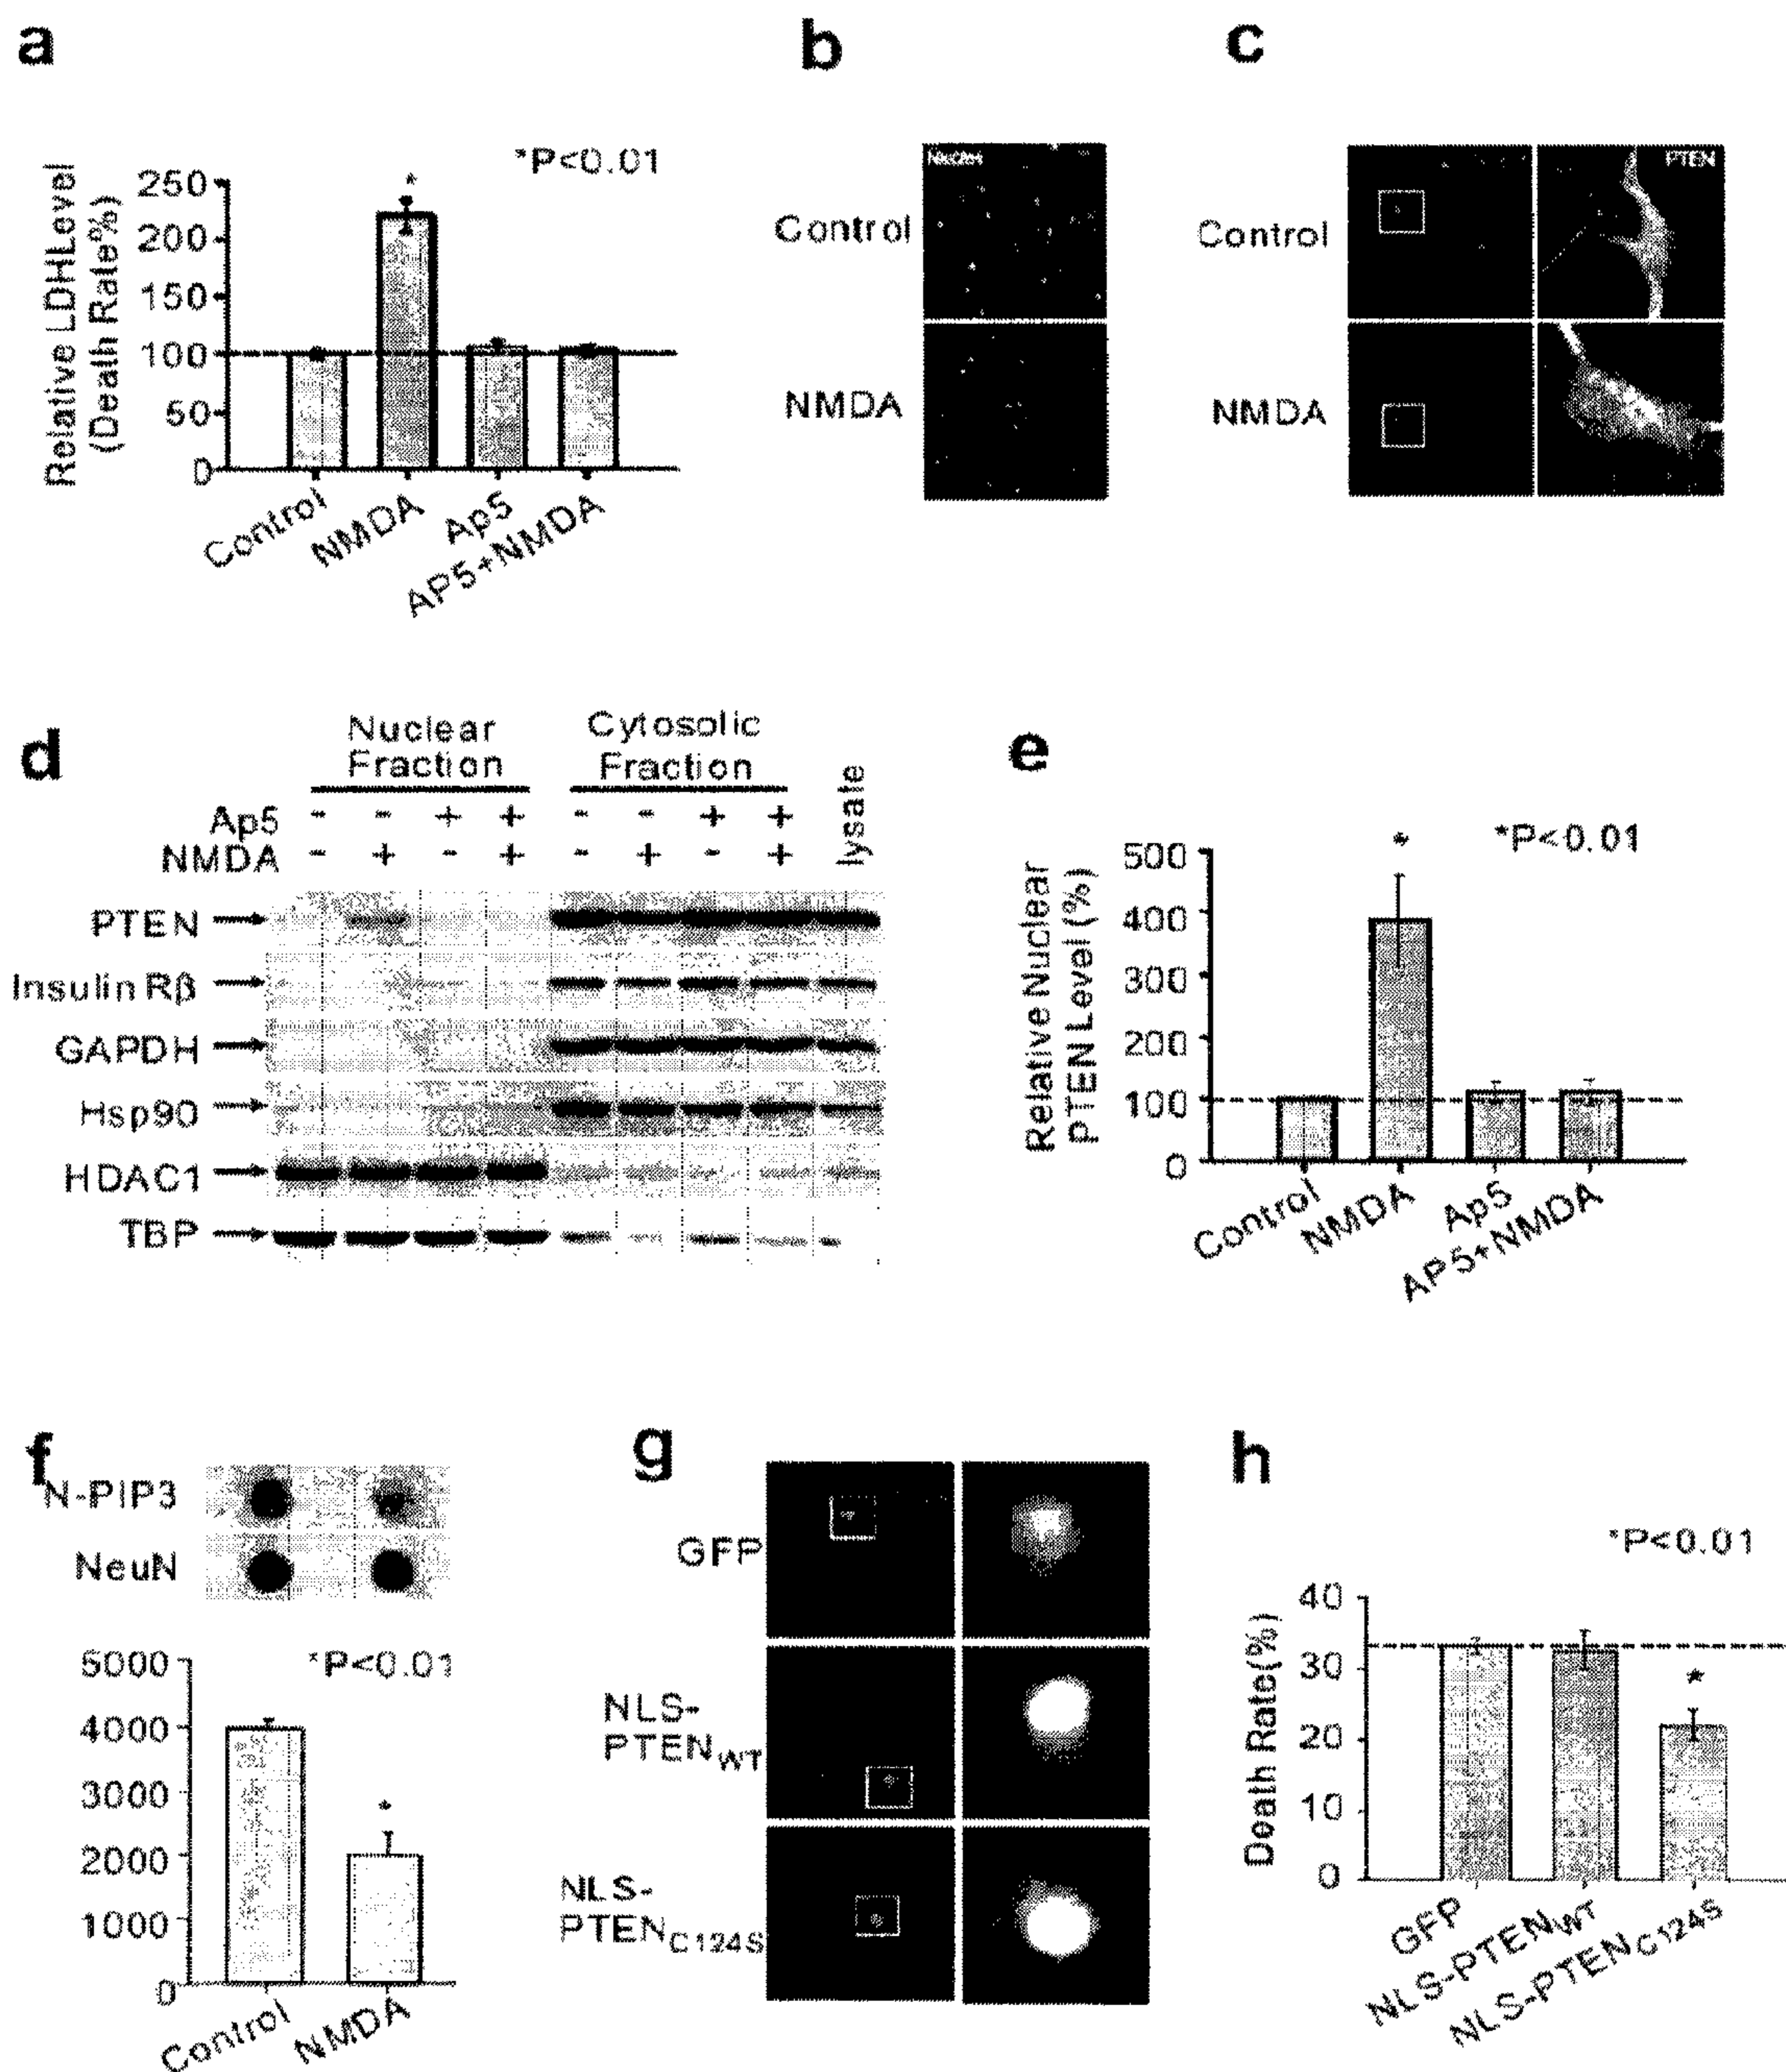 a
*P<0.01
Relative LDHLevel
(Death Rate%)
250
200
150
100
50
0
Control
NMDA
Ap5
AP5+NMDA
b
Nuclei
Control
NMDA
c
PTEN
Control
NMDA
d
Nuclear
Fraction
Cytosolic
Fraction
lysate
Ap5 - - + + - - + +
NMDA - + - + - + - +
PTEN
Insulin Rβ
GAPDH
Hsp90
HDAC1
TBP
e
*P<0.01
Relative Nuclear
PTEN Level (%)
500
400
300
200
100
0
Control
NMDA
Ap5
AP5+NMDA
f
N-PIP3
NeuN
*P<0.01
5000
4000
3000
2000
1000
0
Control
NMDA
g
GFP
NLS-
PTENWT
NLS-
PTENC124S
h
*P<0.01
Death Rate(%)
40
30
20
10
0
GFP
NLS-PTENWT
NLS-PTENC124S